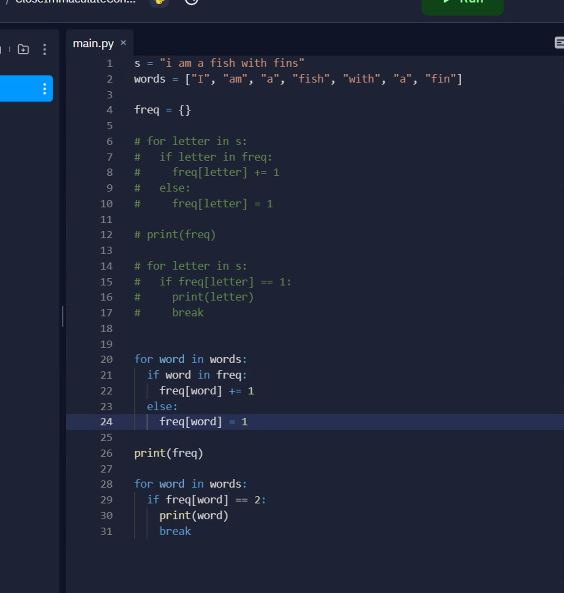 / CloseImmaculateCon...
Run
main.py ×
1 s = "i am a fish with fins"
2 words = ["I", "am", "a", "fish", "with", "a", "fin"]
3
4 freq = {}
5
6 # for letter in s:
7 #   if letter in freq:
8 #     freq[letter] += 1
9 #   else:
10 #     freq[letter] = 1
11
12 # print(freq)
13
14 # for letter in s:
15 #   if freq[letter] == 1:
16 #     print(letter)
17 #     break
18
19
20 for word in words:
21   if word in freq:
22     freq[word] += 1
23   else:
24     freq[word] = 1
25
26 print(freq)
27
28 for word in words:
29   if freq[word] == 2:
30     print(word)
31     break